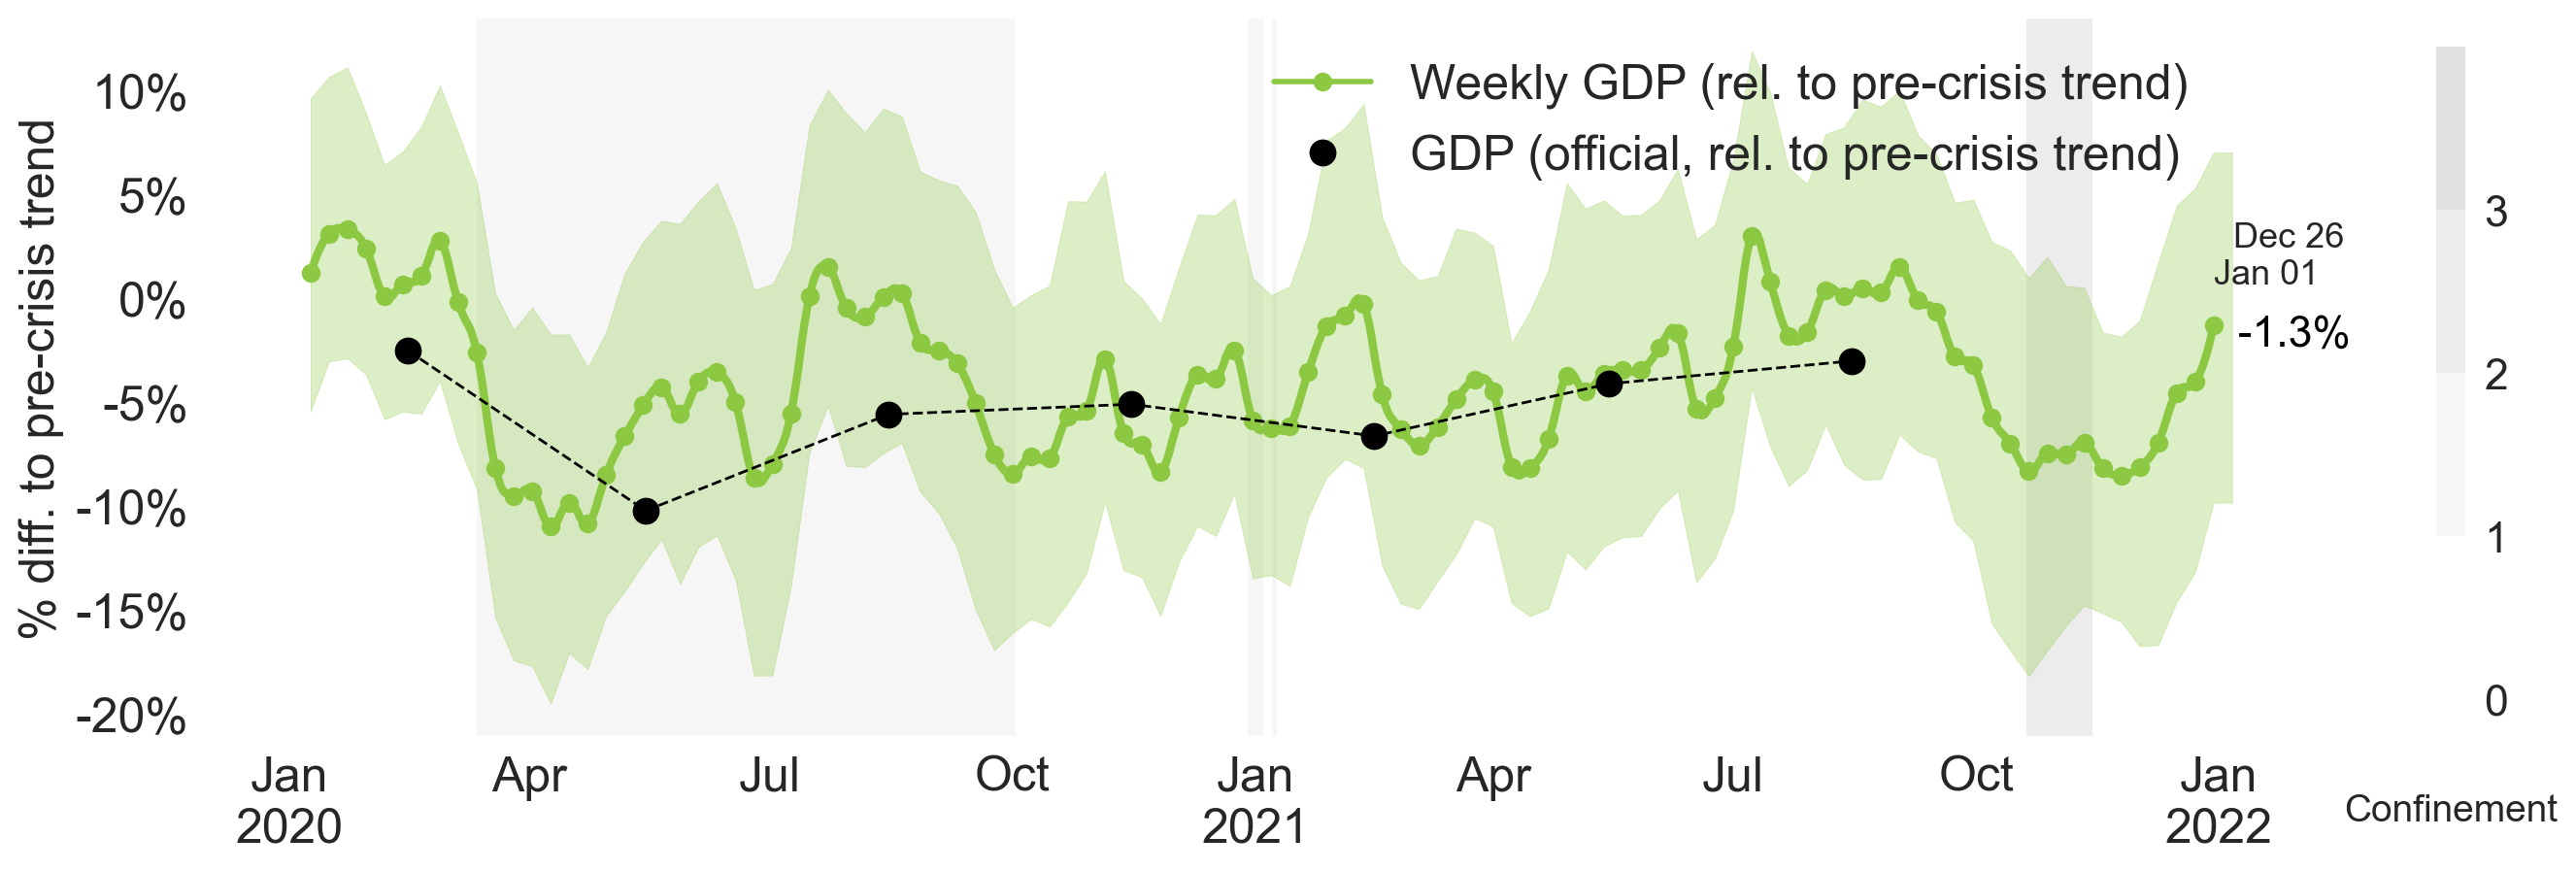 Weekly GDP (rel. to pre-crisis trend)
GDP (official, rel. to pre-crisis trend)
% diff. to pre-crisis trend
10%
5%
0%
-5%
-10%
-15%
-20%
Dec 26
Jan 01
-1.3%
3
2
1
0
Jan Apr Jul Oct Jan Apr Jul Oct Jan
2020 2021 2022
Confinement